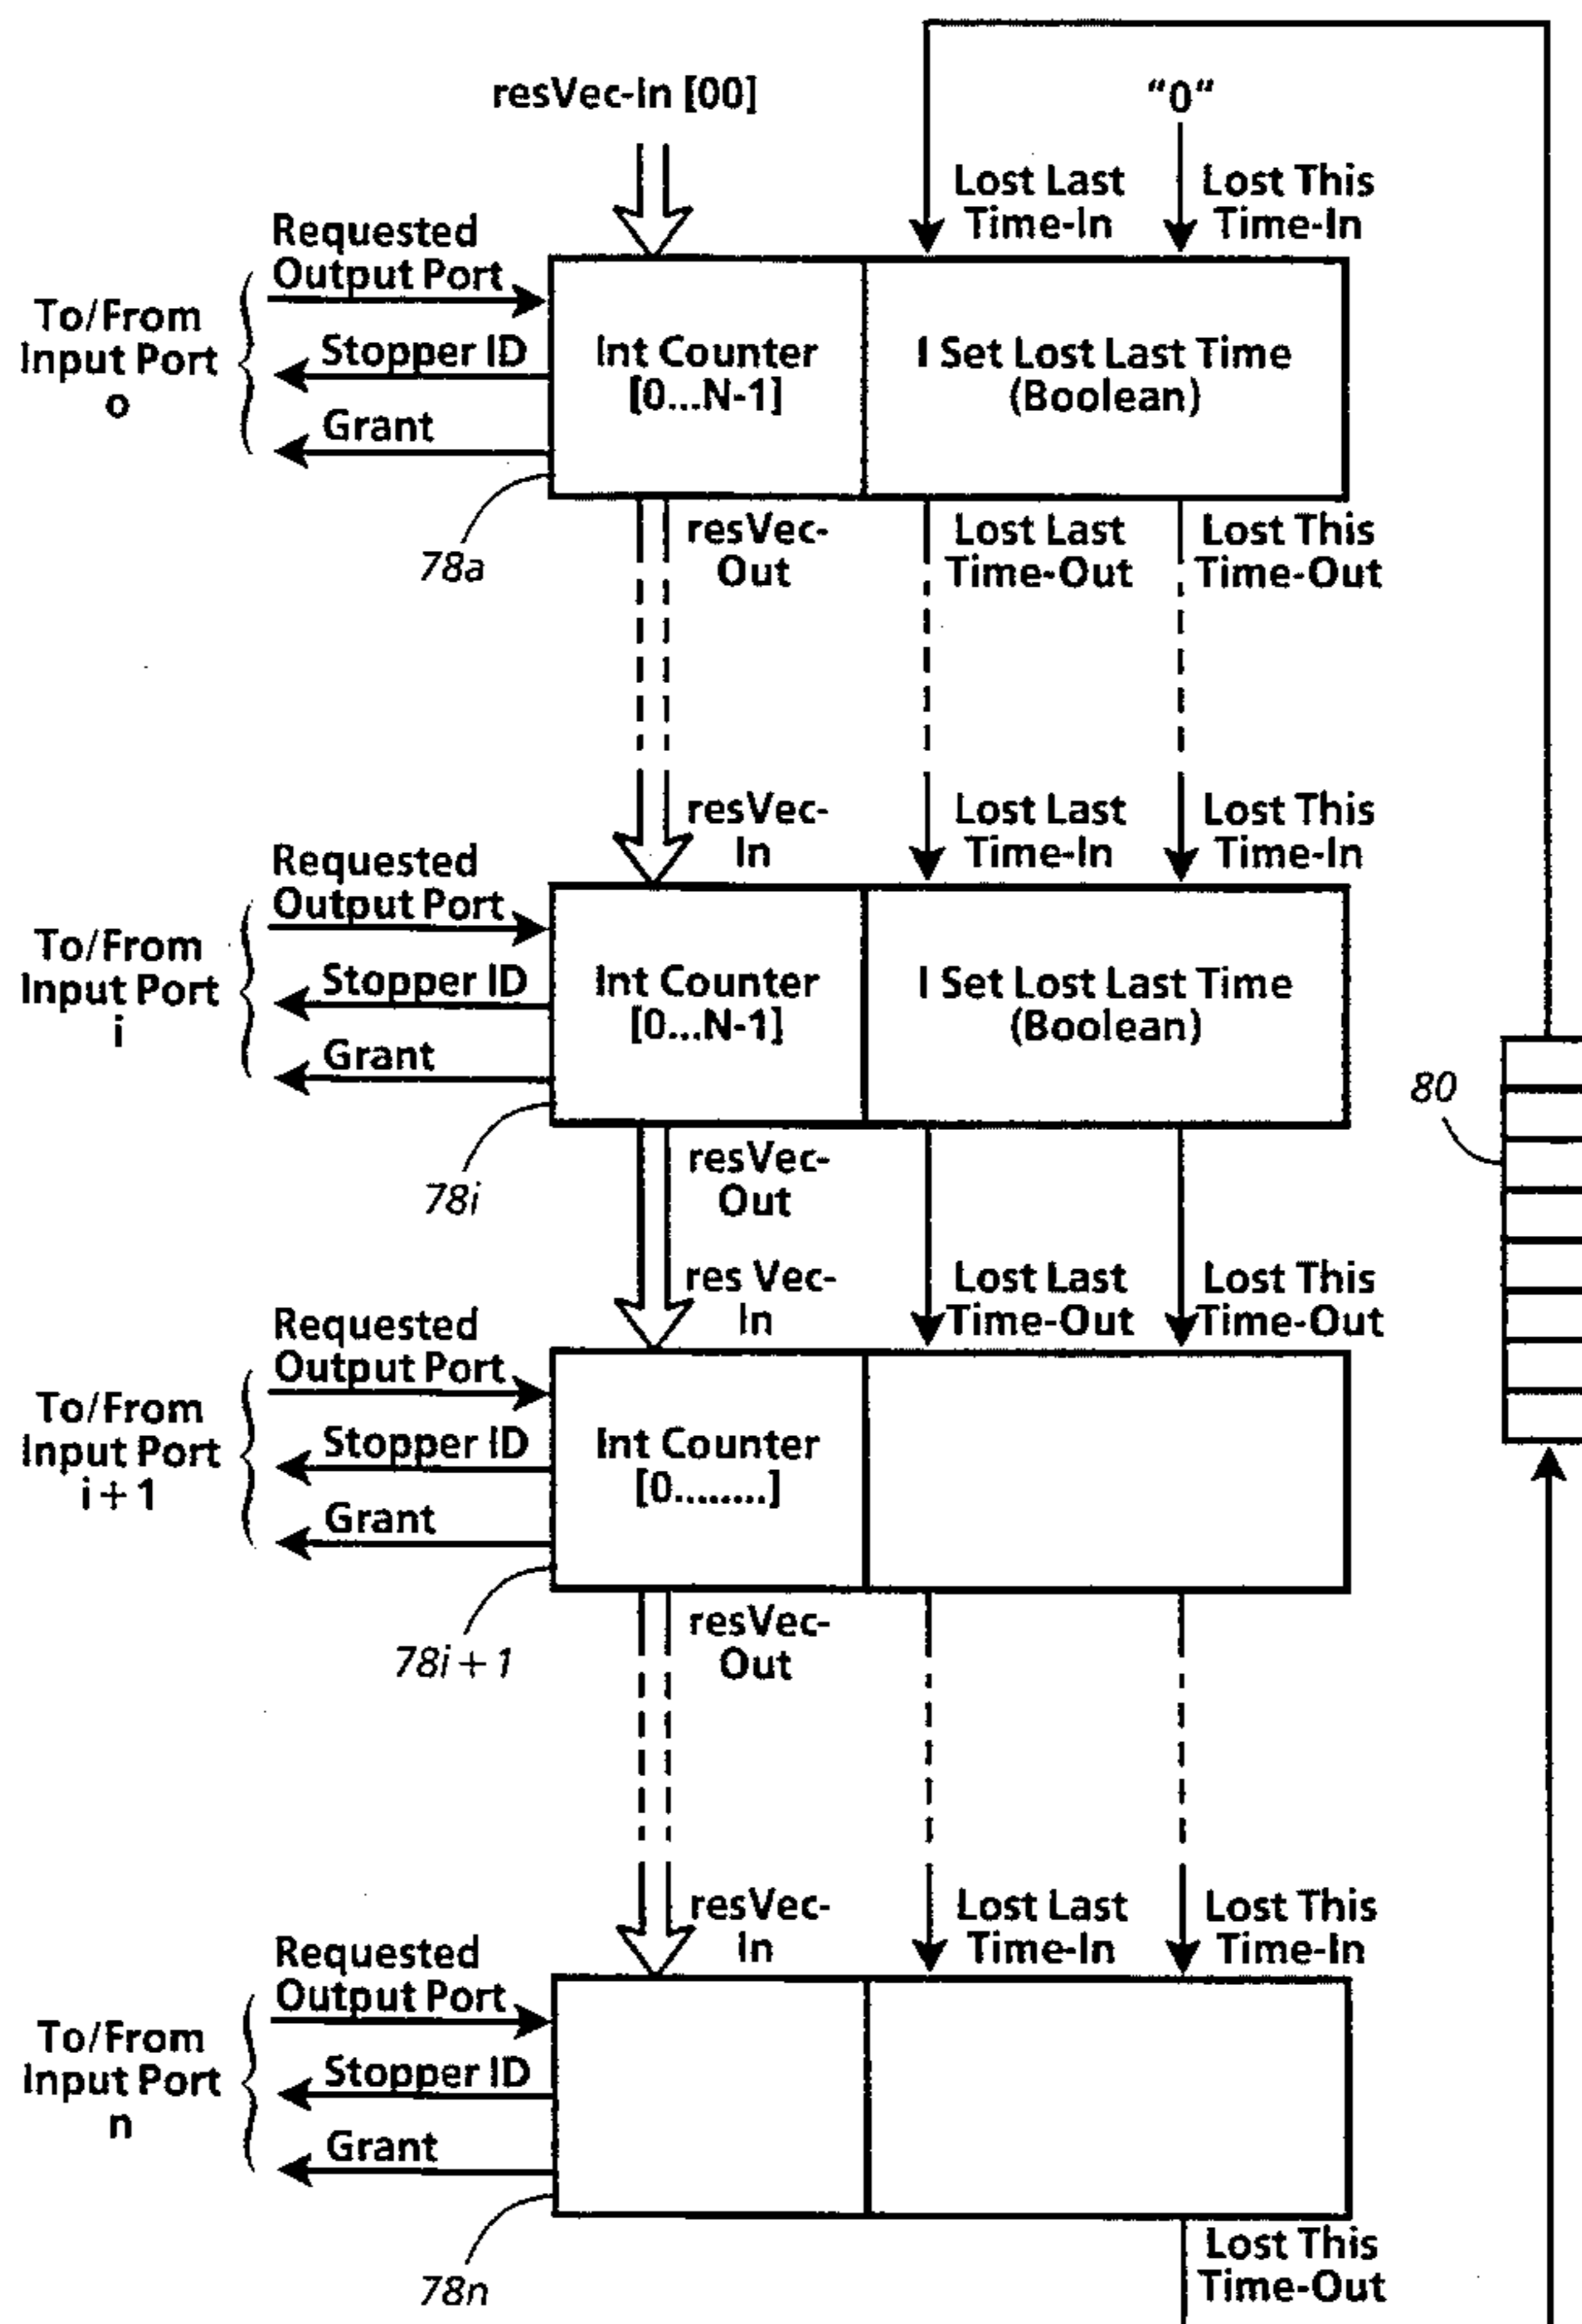 resVec-In [00]
"0"
Lost Last
Time-In
Lost This
Time-In
Requested
Output Port
To/From
Input Port
o
Stopper ID
Grant
Int Counter
[0...N-1]
I Set Lost Last Time
(Boolean)
78a
resVec-
Out
Lost Last
Time-Out
Lost This
Time-Out
resVec-
In
Lost Last
Time-In
Lost This
Time-In
Requested
Output Port
To/From
Input Port
i
Stopper ID
Grant
Int Counter
[0...N-1]
I Set Lost Last Time
(Boolean)
80
78i
resVec-
Out
res Vec-
In
Lost Last
Time-Out
Lost This
Time-Out
Requested
Output Port
To/From
Input Port
i+1
Stopper ID
Grant
Int Counter
[0........]
78i+1
resVec-
Out
resVec-
In
Lost Last
Time-In
Lost This
Time-In
Requested
Output Port
To/From
Input Port
n
Stopper ID
Grant
78n
Lost This
Time-Out